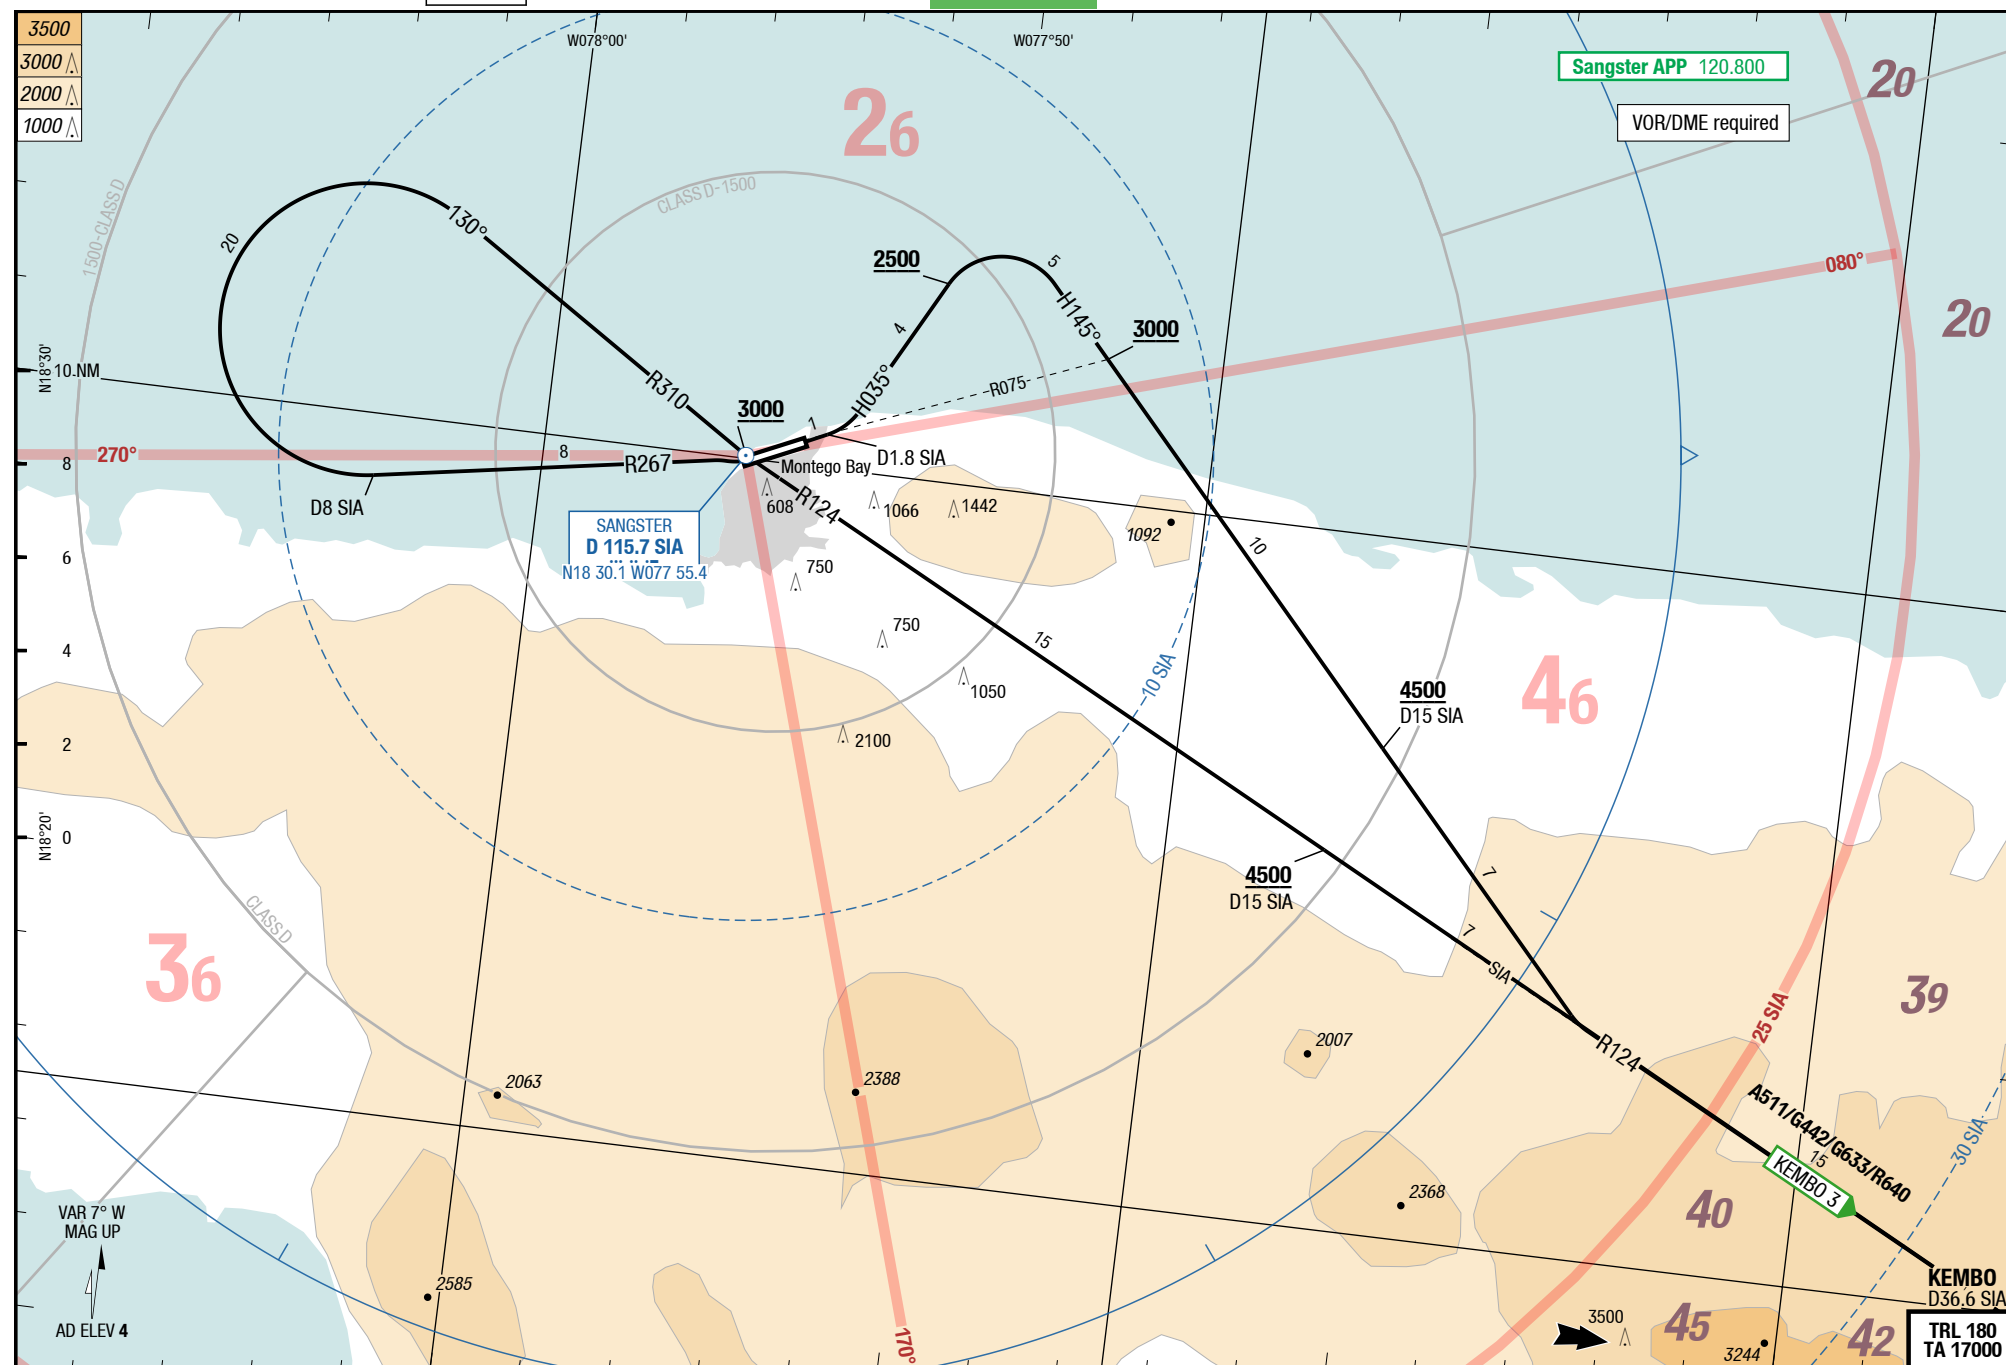 3500
3000
2000
1000
W078°00'
W077°50'
Sangster APP 120.800
VOR/DME required
20
26
CLASS D-1500
1500-CLASS D
130°
20
2500
5
080°
H145°
3000
20
4
N18°30'
10 NM
R310
H035°
R075
3000
1
270°
8
R267
Montego Bay
D1.8 SIA
8
D8 SIA
R124
608
1066
1442
1092
SANGSTER
D 115.7 SIA
N18 30.1 W077 55.4
10
6
750
750
15
4
10 SIA
1050
46
4500
D15 SIA
2
2100
N18°20'
0
4500
D15 SIA
7
7
CLASS D
36
SIA
39
25 SIA
2007
R124
2063
2388
A511/G442/G633/R640
15
KEMBO 3
30 SIA
2368
40
VAR 7° W
MAG UP
2585
KEMBO
D36.6 SIA
AD ELEV 4
170°
3500
45
3244
42
TRL 180
TA 17000